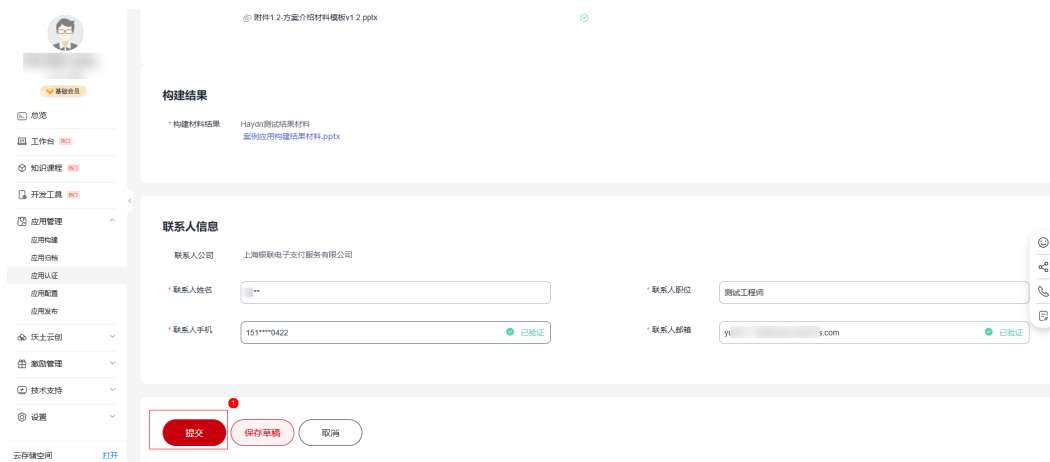 附件1.2-方案介绍材料模板v1.2.pptx
基础会员
总览
工作台 热门
知识课程 热门
开发工具 热门
应用管理
应用构建
应用归档
应用认证
应用配置
应用发布
沃土云创
激励管理
技术支持
设置
云存储空间 打开
构建结果
* 构建材料结果 Haydn测试结果材料
案例应用构建结果材料.pptx
联系人信息
联系人公司 上海银联电子支付服务有限公司
* 联系人姓名 ** * 联系人职位 测试工程师
* 联系人手机 151****0422 已验证 * 联系人邮箱 s.com 已验证
1
提交 保存草稿 取消